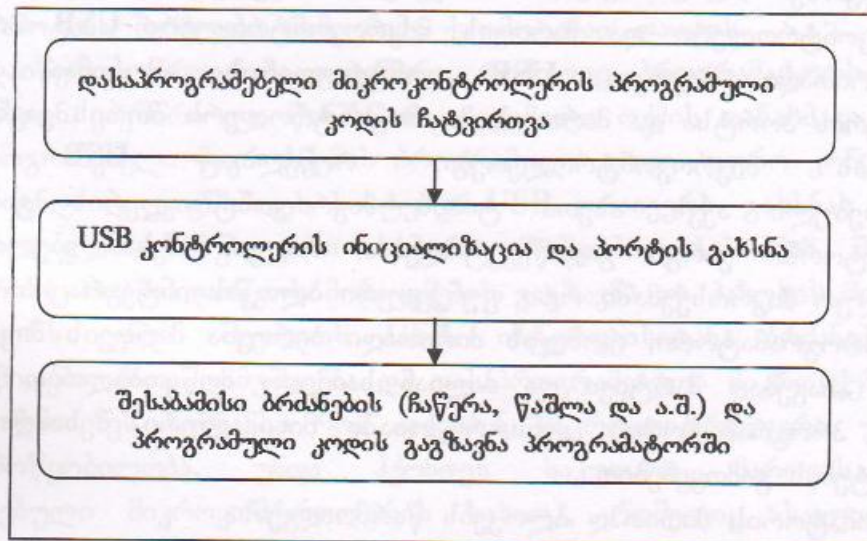 დასაპროგრამებელი მიკროკონტროლერის პროგრამული
კოდის ჩატვირთვა
USB კონტროლერის ინიციალიზაცია და პორტის გახსნა
შესაბამისი ბრძანების (ჩაწერა, წაშლა და ა.შ.) და
პროგრამული კოდის გაგზავნა პროგრამატორში